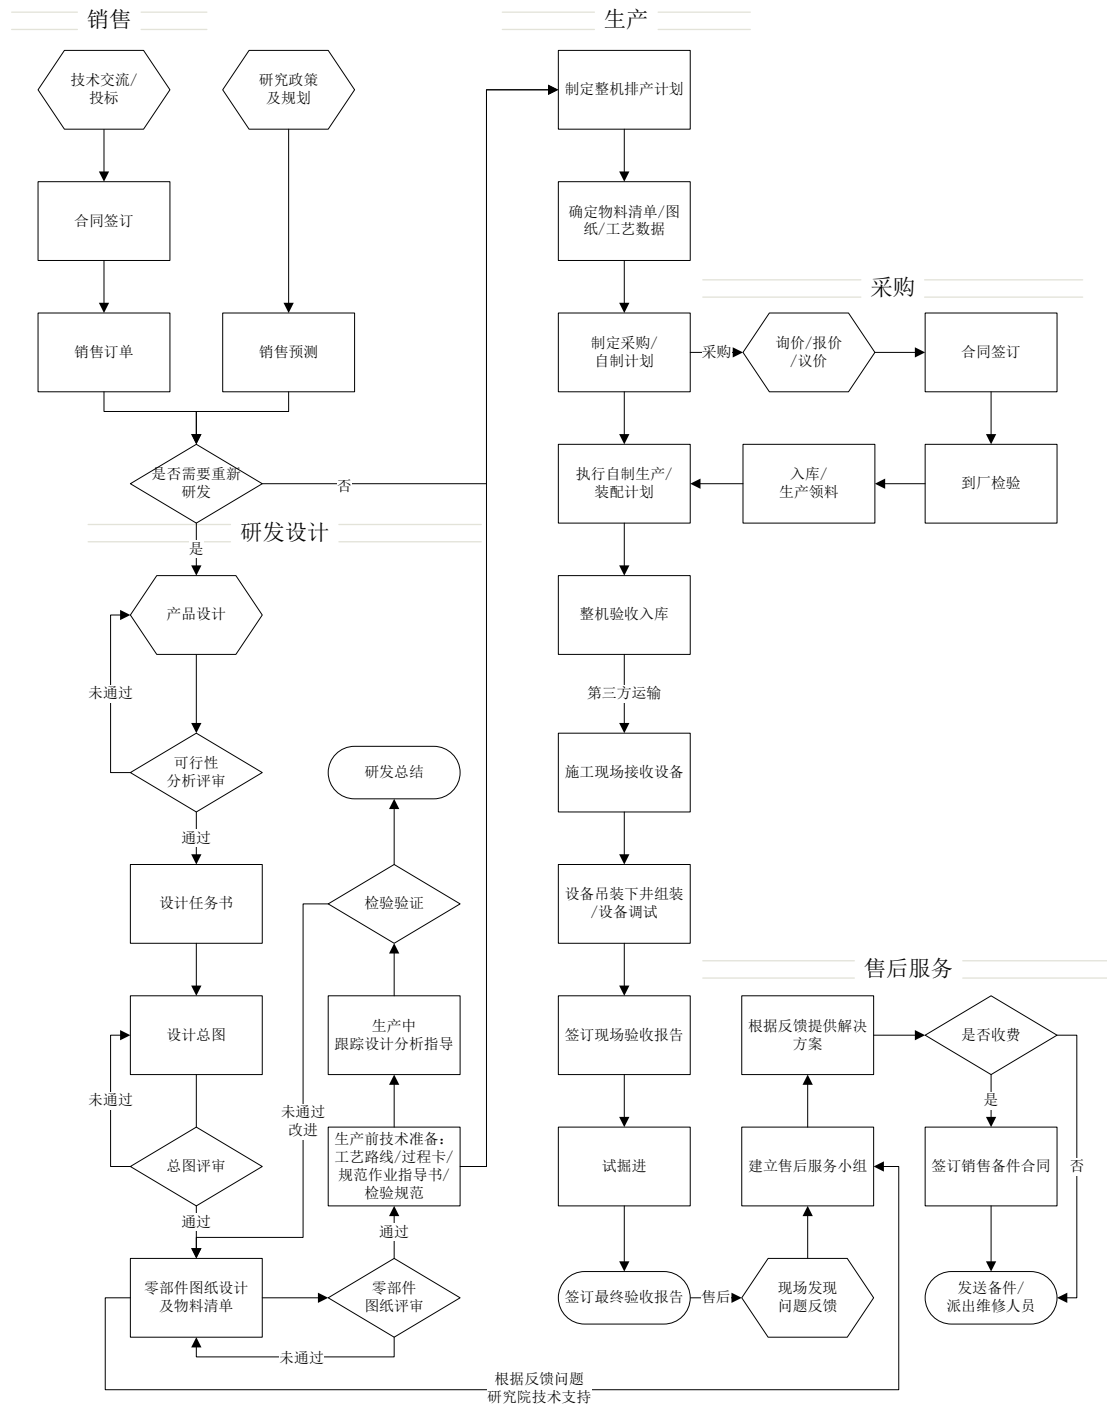 销售
技术交流/
投标
研究政策
及规划
合同签订
销售订单
销售预测
是否需要重新
研发
否
是
研发设计
产品设计
未通过
可行性
分析评审
通过
设计任务书
设计总图
未通过
总图评审
通过
零部件图纸设计
及物料清单
零部件
图纸评审
未通过
通过
生产前技术准备：
工艺路线/过程卡/
规范作业指导书/
检验规范
生产中
跟踪设计分析指导
检验验证
未通过
改进
研发总结
生产
制定整机排产计划
确定物料清单/图
纸/工艺数据
制定采购/
自制计划
采购
采购
询价/报价
/议价
合同签订
到厂检验
入库/
生产领料
执行自制生产/
装配计划
整机验收入库
第三方运输
施工现场接收设备
设备吊装下井组装
/设备调试
签订现场验收报告
试掘进
签订最终验收报告
售后
售后服务
现场发现
问题反馈
建立售后服务小组
根据反馈提供解决
方案
是否收费
是
否
签订销售备件合同
发送备件/
派出维修人员
根据反馈问题
研究院技术支持